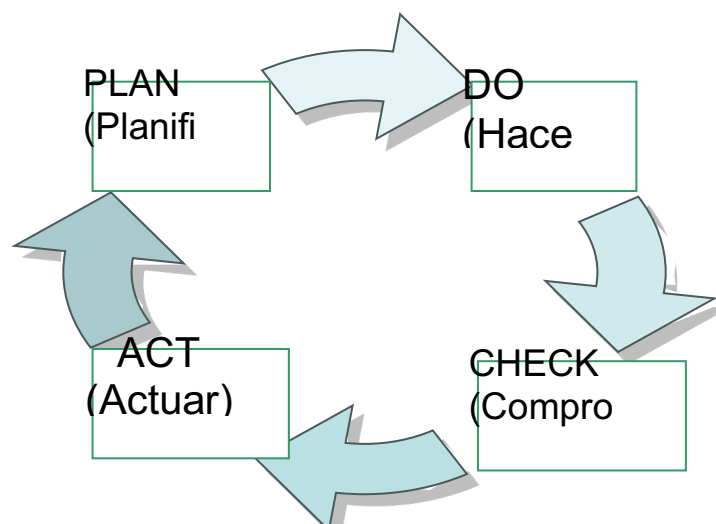 PLAN
(Planifi
DO
(Hace
ACT
(Actuar)
CHECK
(Compro